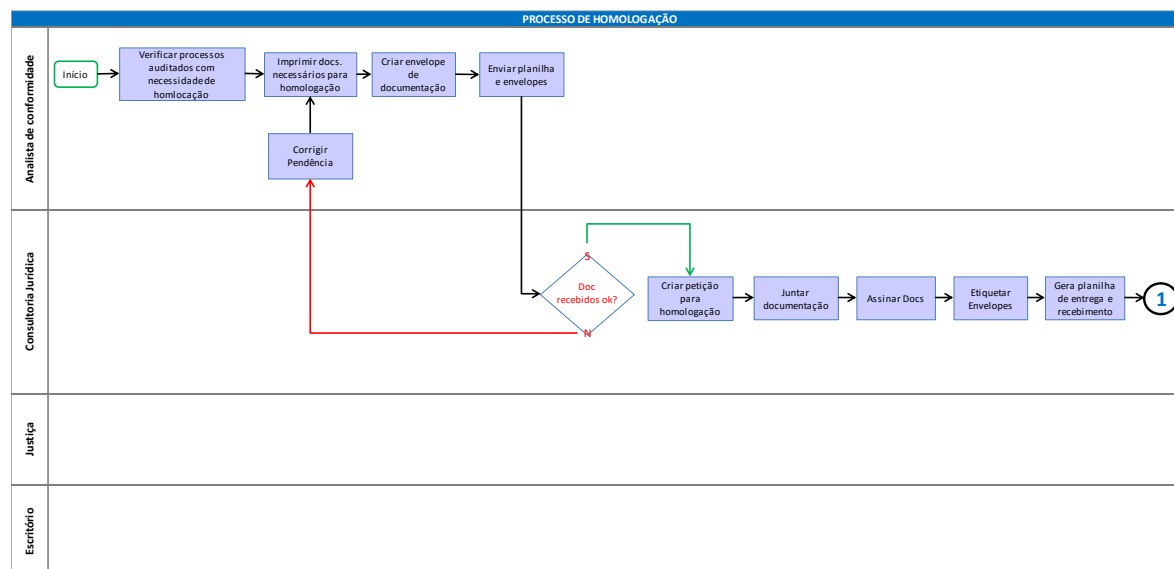 PROCESSO DE HOMOLOGAÇÃO
Analista de conformidade
Início
Verificar processos
auditados com
necessidade de
homlocação
Imprimir docs.
necessários para
homologação
Criar envelope
de
documentação
Enviar planilha
e envelopes
Corrigir
Pendência
Consultoria Jurídica
S
Doc
recebidos ok?
N
Criar petição
para
homologação
Juntar
documentação
Assinar Docs
Etiquetar
Envelopes
Gera planilha
de entrega e
recebimento
1
Justiça
Escritório